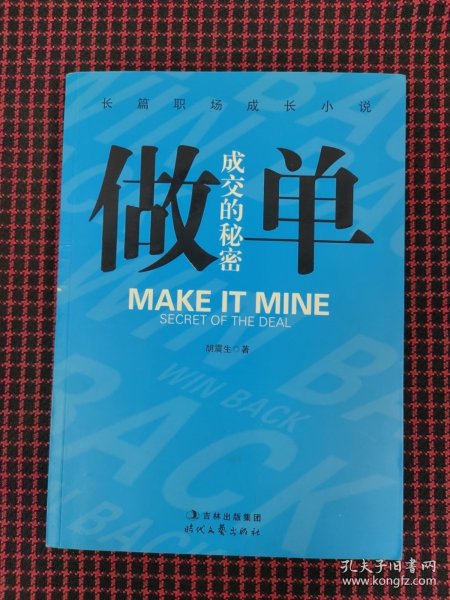 长篇职场成长小说
做单
成交的秘密
MAKE IT MINE
SECRET OF THE DEAL
胡震生◎著
WIN BACK
吉林出版集团
时代文艺出版社
孔夫子旧书网
www.kongfz.com